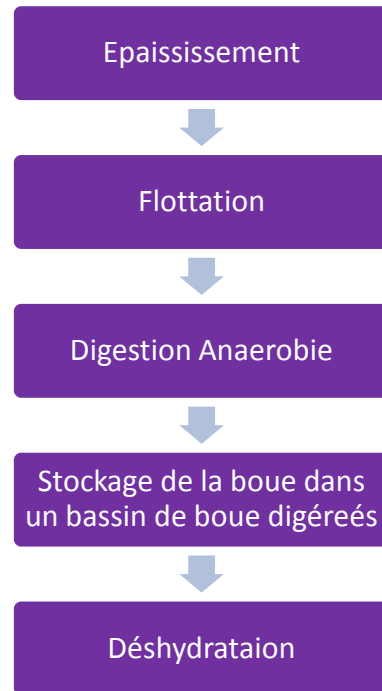 Epaississement
Flottation
Digestion Anaerobie
Stockage de la boue dans
un bassin de boue digéreés
Déshydrataion